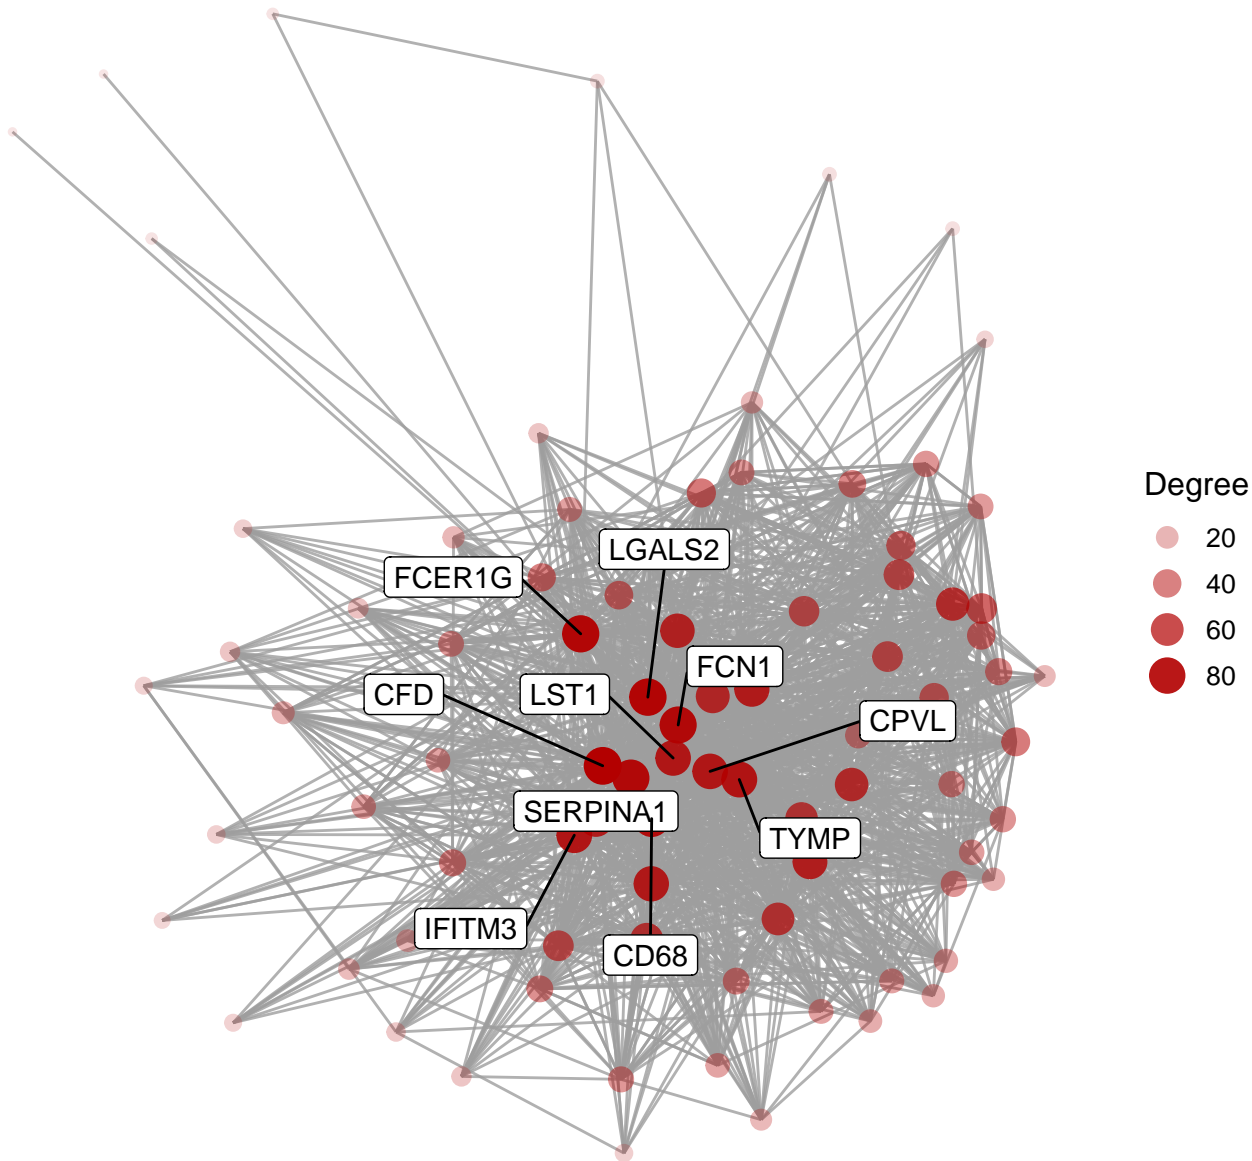 LGALS2
FCER1G
FCN1
CFD
LST1
CPVL
SERPINA1
TYMP
IFITM3
CD68
Degree
20
40
60
80